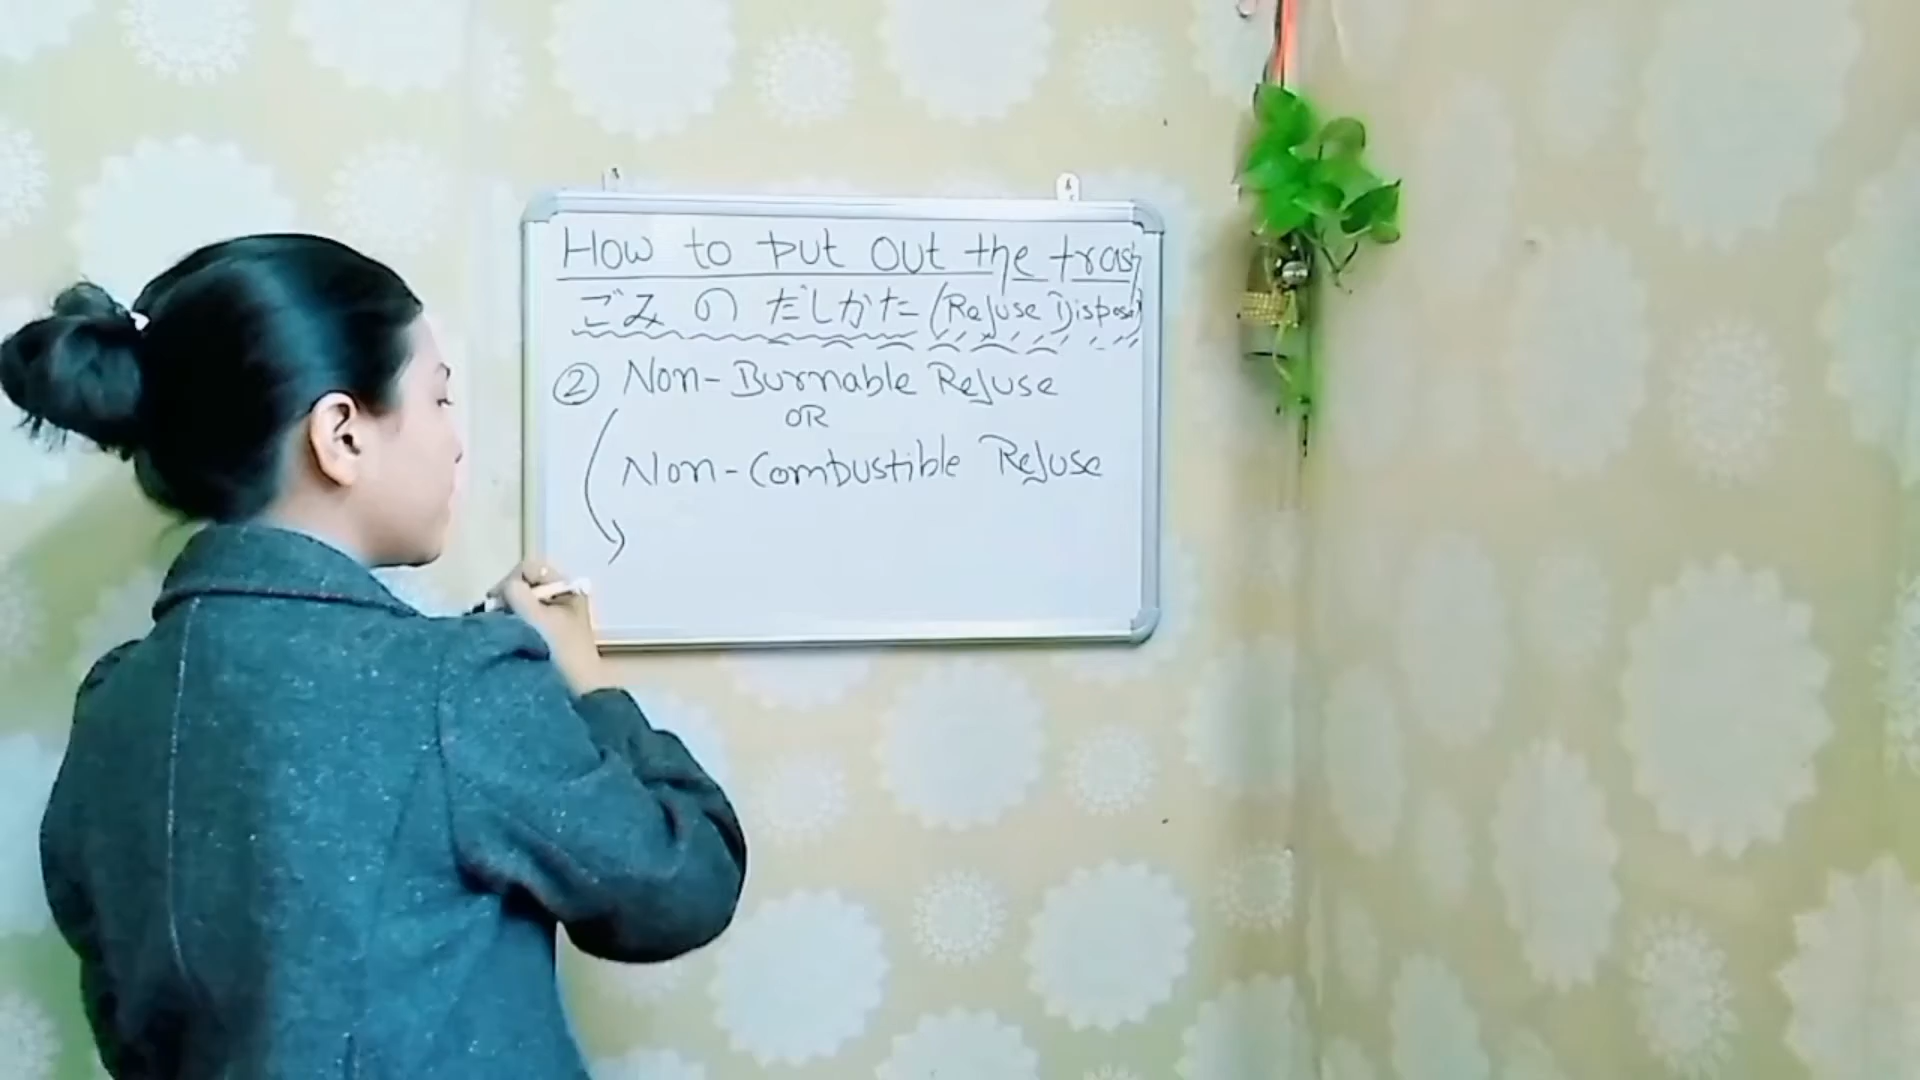 How to put out the trash
ごみ の だしかた (Refuse Disposal)
② Non-Burnable Refuse
OR
Non-Combustible Refuse